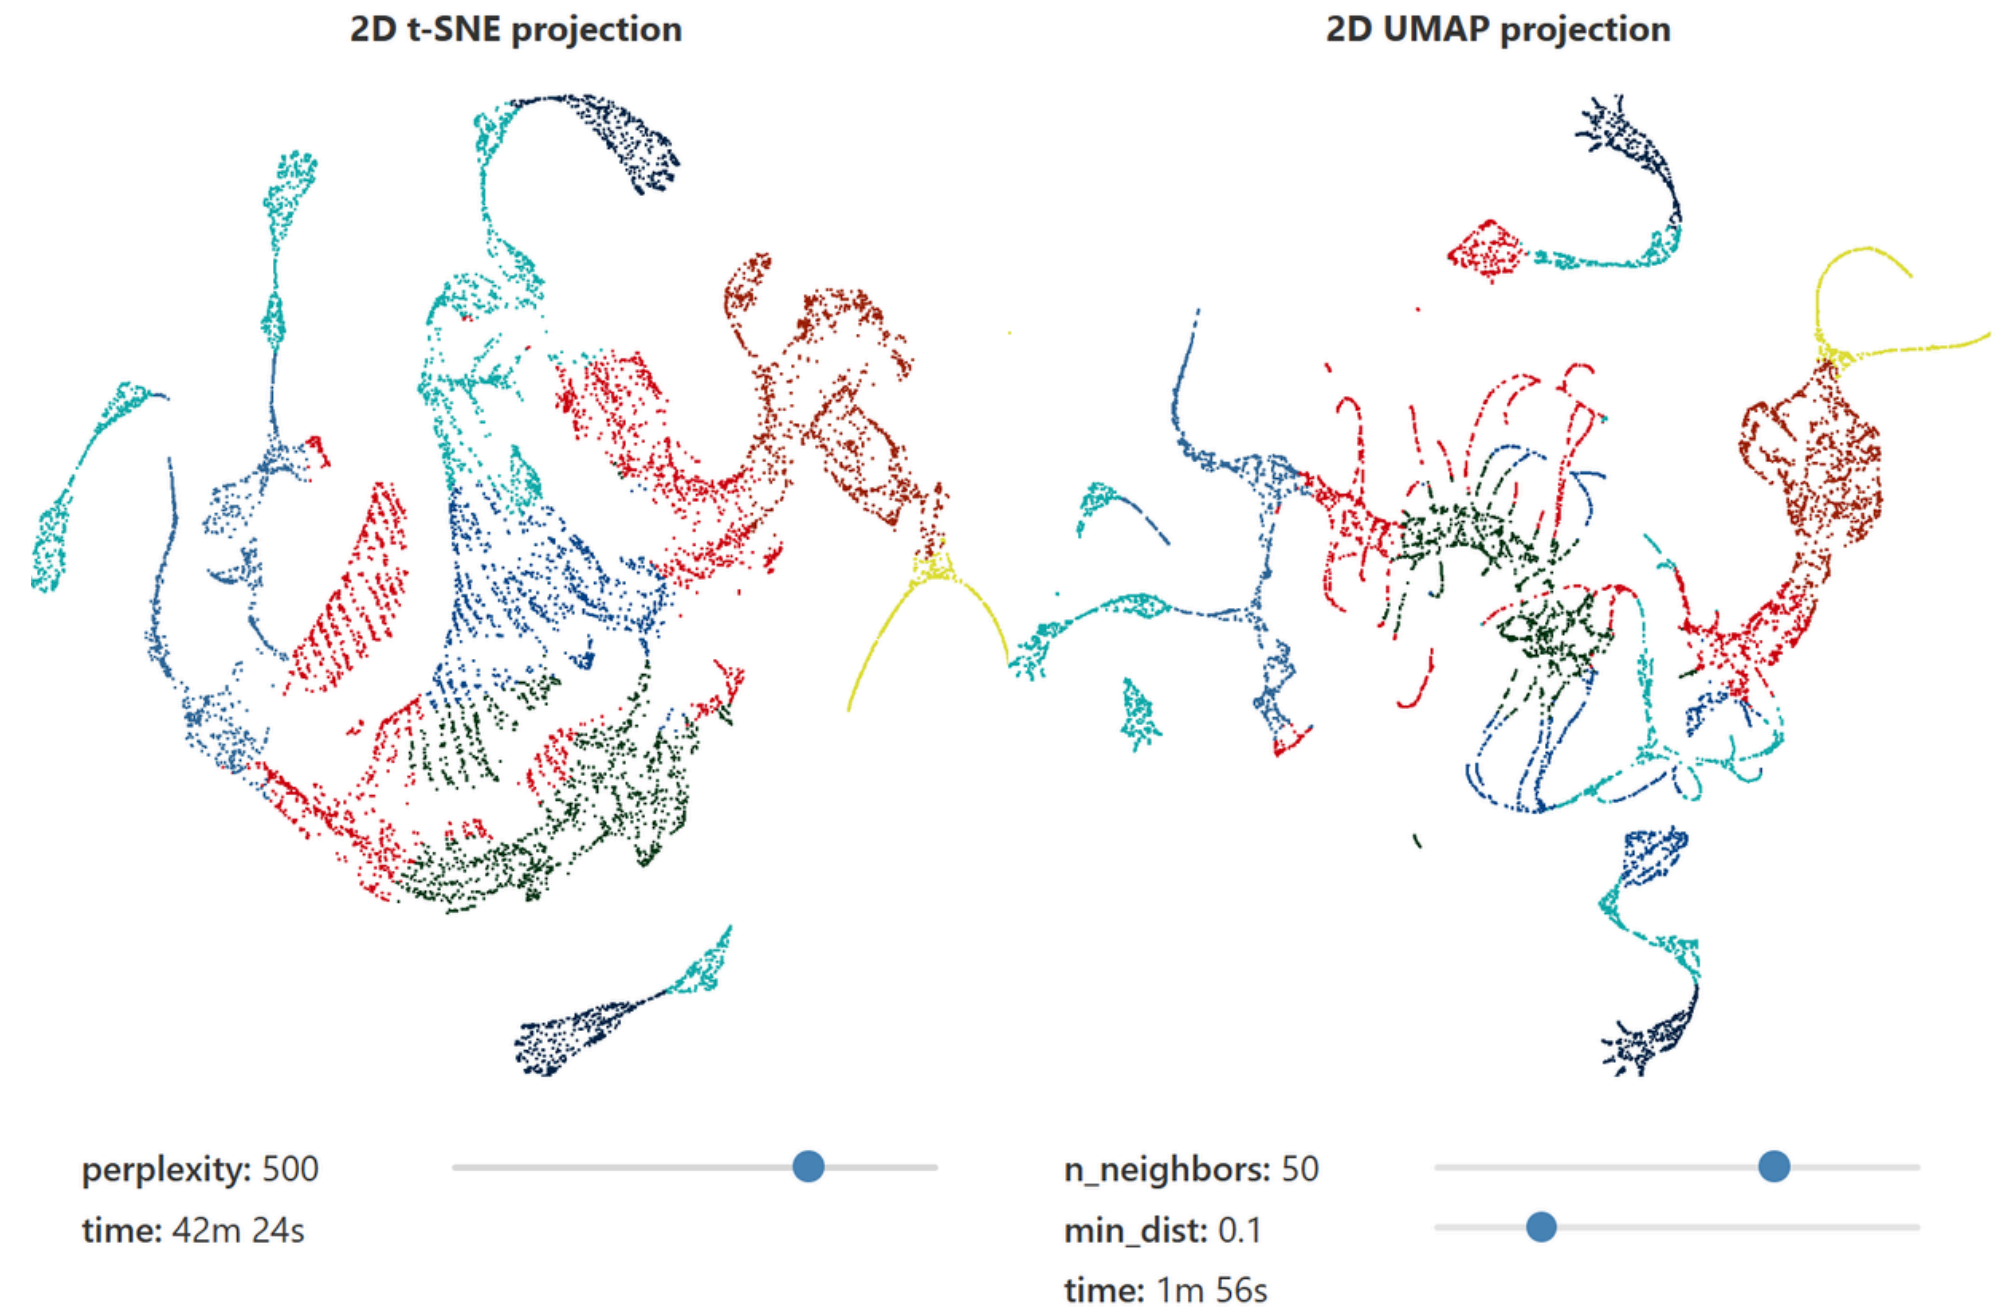 2D t-SNE projection
2D UMAP projection
perplexity: 500
time: 42m 24s
n_neighbors: 50
min_dist: 0.1
time: 1m 56s